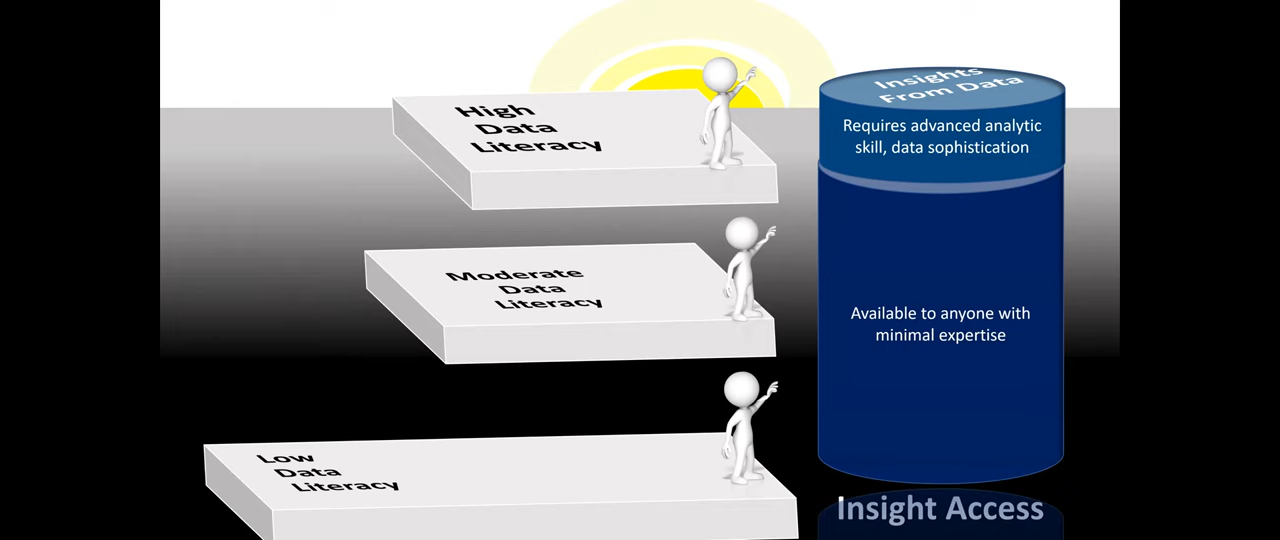 High
Data
Literacy
Moderate
Data
Literacy
Low
Data
Literacy
Insights
From Data
Requires advanced analytic
skill, data sophistication
Available to anyone with
minimal expertise
Insight Access